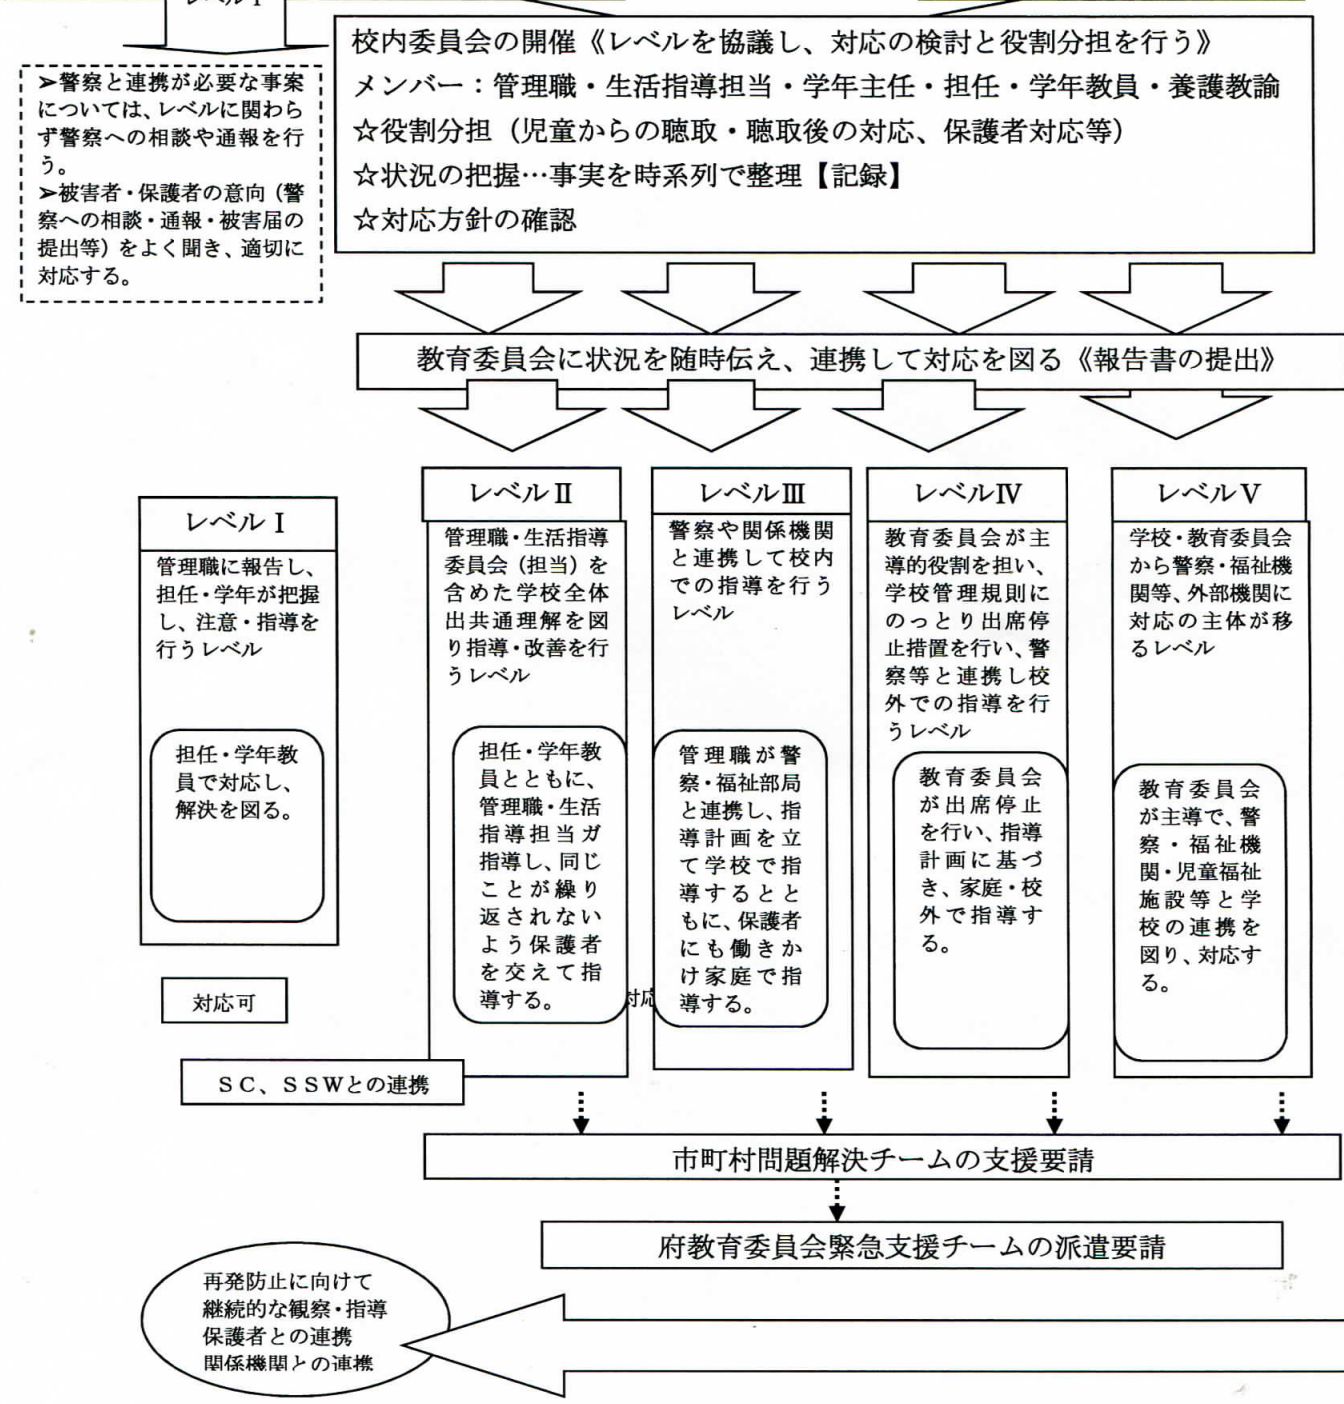 レベルⅠ
➤警察と連携が必要な事案
については、レベルに関わら
ず警察への相談や通報を行
う。
➤被害者・保護者の意向（警
察への相談・通報・被害届の
提出等）をよく聞き、適切に
対応する。
校内委員会の開催《レベルを協議し、対応の検討と役割分担を行う》
メンバー：管理職・生活指導担当・学年主任・担任・学年教員・養護教諭
☆役割分担（児童からの聴取・聴取後の対応、保護者対応等）
☆状況の把握…事実を時系列で整理【記録】
☆対応方針の確認
教育委員会に状況を随時伝え、連携して対応を図る《報告書の提出》
レベルⅠ
管理職に報告し、
担任・学年が把握
し、注意・指導を
行うレベル
担任・学年教
員で対応し、
解決を図る。
レベルⅡ
管理職・生活指導
委員会（担当）を
含めた学校全体
出共通理解を図
り指導・改善を行
うレベル
担任・学年教
員とともに、
管理職・生活
指導担当ガ
指導し、同じ
ことが繰り
返されない
よう保護者
を交えて指
導する。
対応
レベルⅢ
警察や関係機関
と連携して校内
での指導を行う
レベル
管理職が警
察・福祉部局
と連携し、指
導計画を立
て学校で指
導するとと
もに、保護者
にも働きか
け家庭で指
導する。
レベルⅣ
教育委員会が主
導的役割を担い、
学校管理規則に
のっとり出席停
止措置を行い、警
察等と連携し校
外での指導を行
うレベル
教育委員会
が出席停止
を行い、指導
計画に基づ
き、家庭・校
外で指導す
る。
レベルⅤ
学校・教育委員会
から警察・福祉機
関等、外部機関に
対応の主体が移
るレベル
教育委員会
が主導で、警
察・福祉機
関・児童福祉
施設等と学
校の連携を
図り、対応す
る。
対応可
ＳＣ、ＳＳＷとの連携
市町村問題解決チームの支援要請
府教育委員会緊急支援チームの派遣要請
再発防止に向けて
継続的な観察・指導
保護者との連携
関係機関との連携